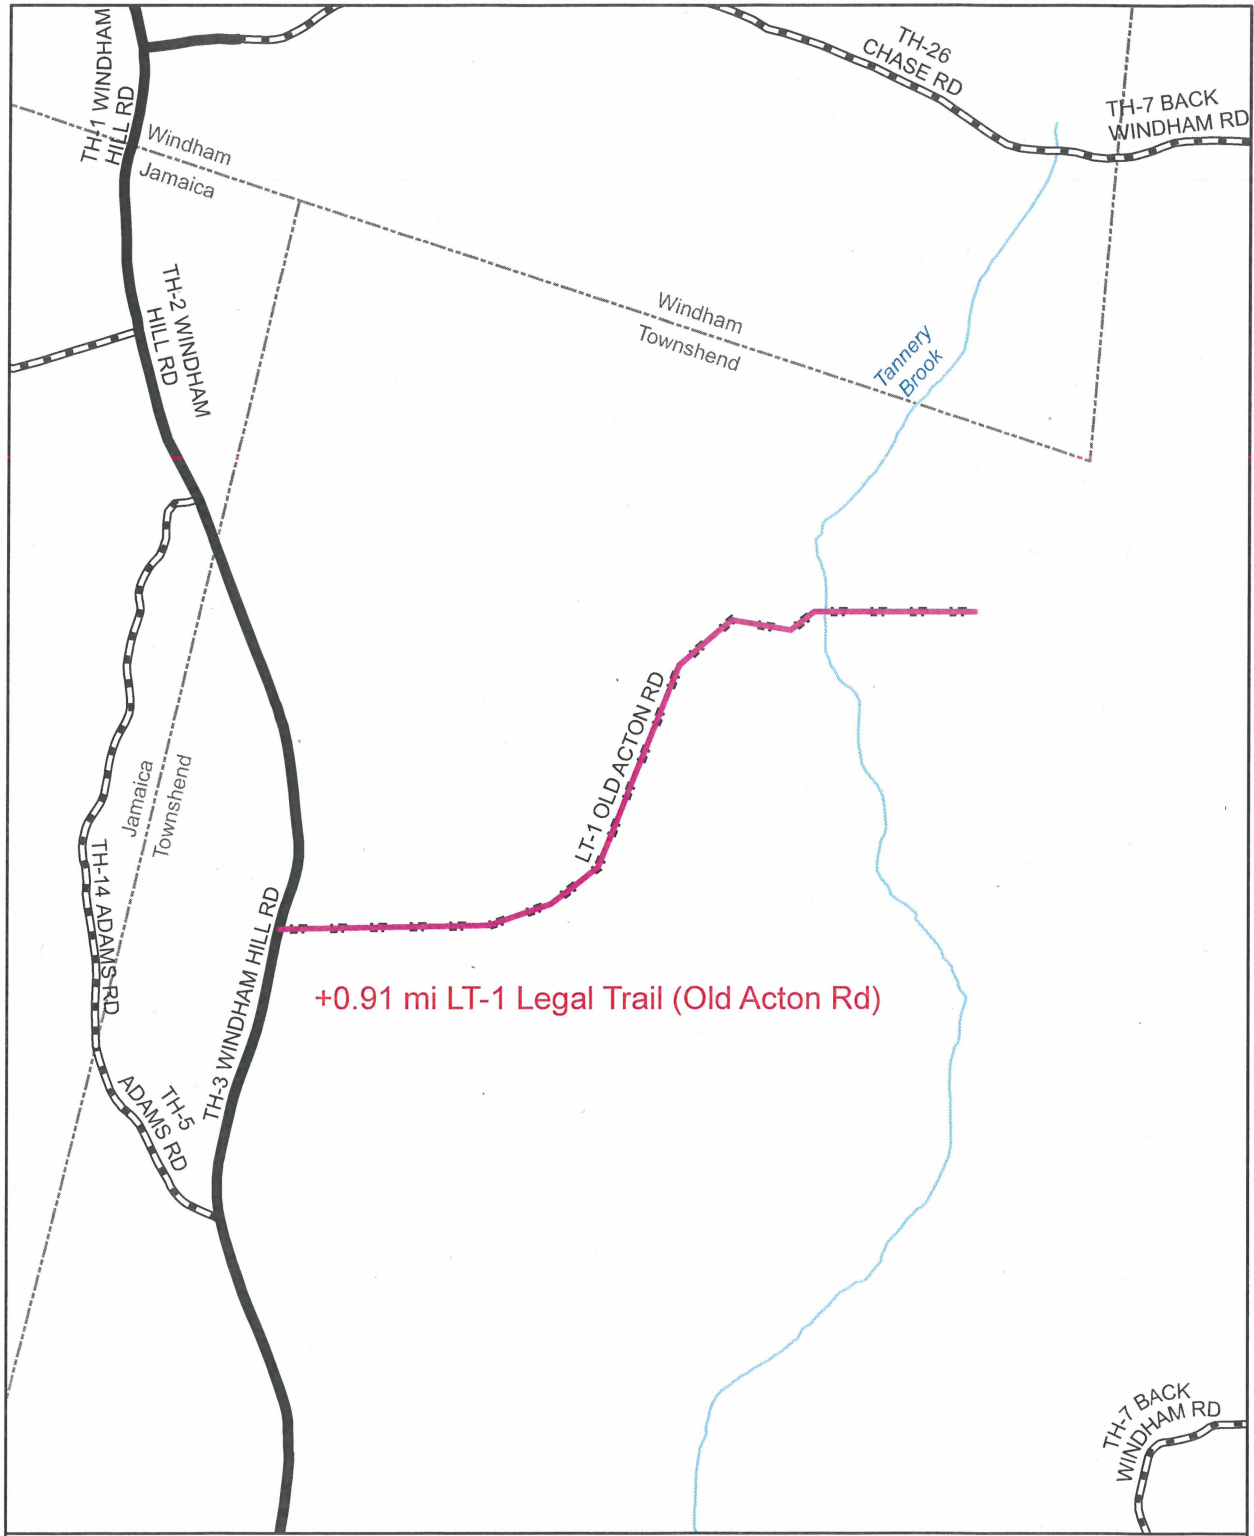 TH-1 WINDHAM
HILL RD
TH-26
CHASE RD
TH-7 BACK
WINDHAM RD
Windham
Jamaica
TH-2 WINDHAM
HILL RD
Windham
Townshend
Tannery
Brook
LT-1 OLD ACTON RD
Jamaica
Townshend
TH-14 ADAMS RD
TH-3 WINDHAM HILL RD
+0.91 mi LT-1 Legal Trail (Old Acton Rd)
TH-5
ADAMS RD
TH-7 BACK
WINDHAM RD